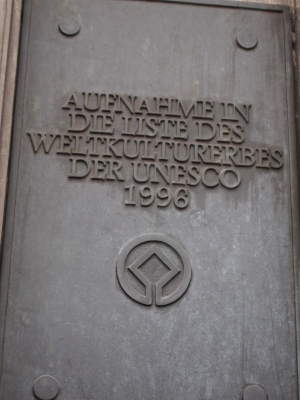 AUFNAHME IN
DIE LISTE DES
WELTKULTURERBES
DER UNESCO
1996